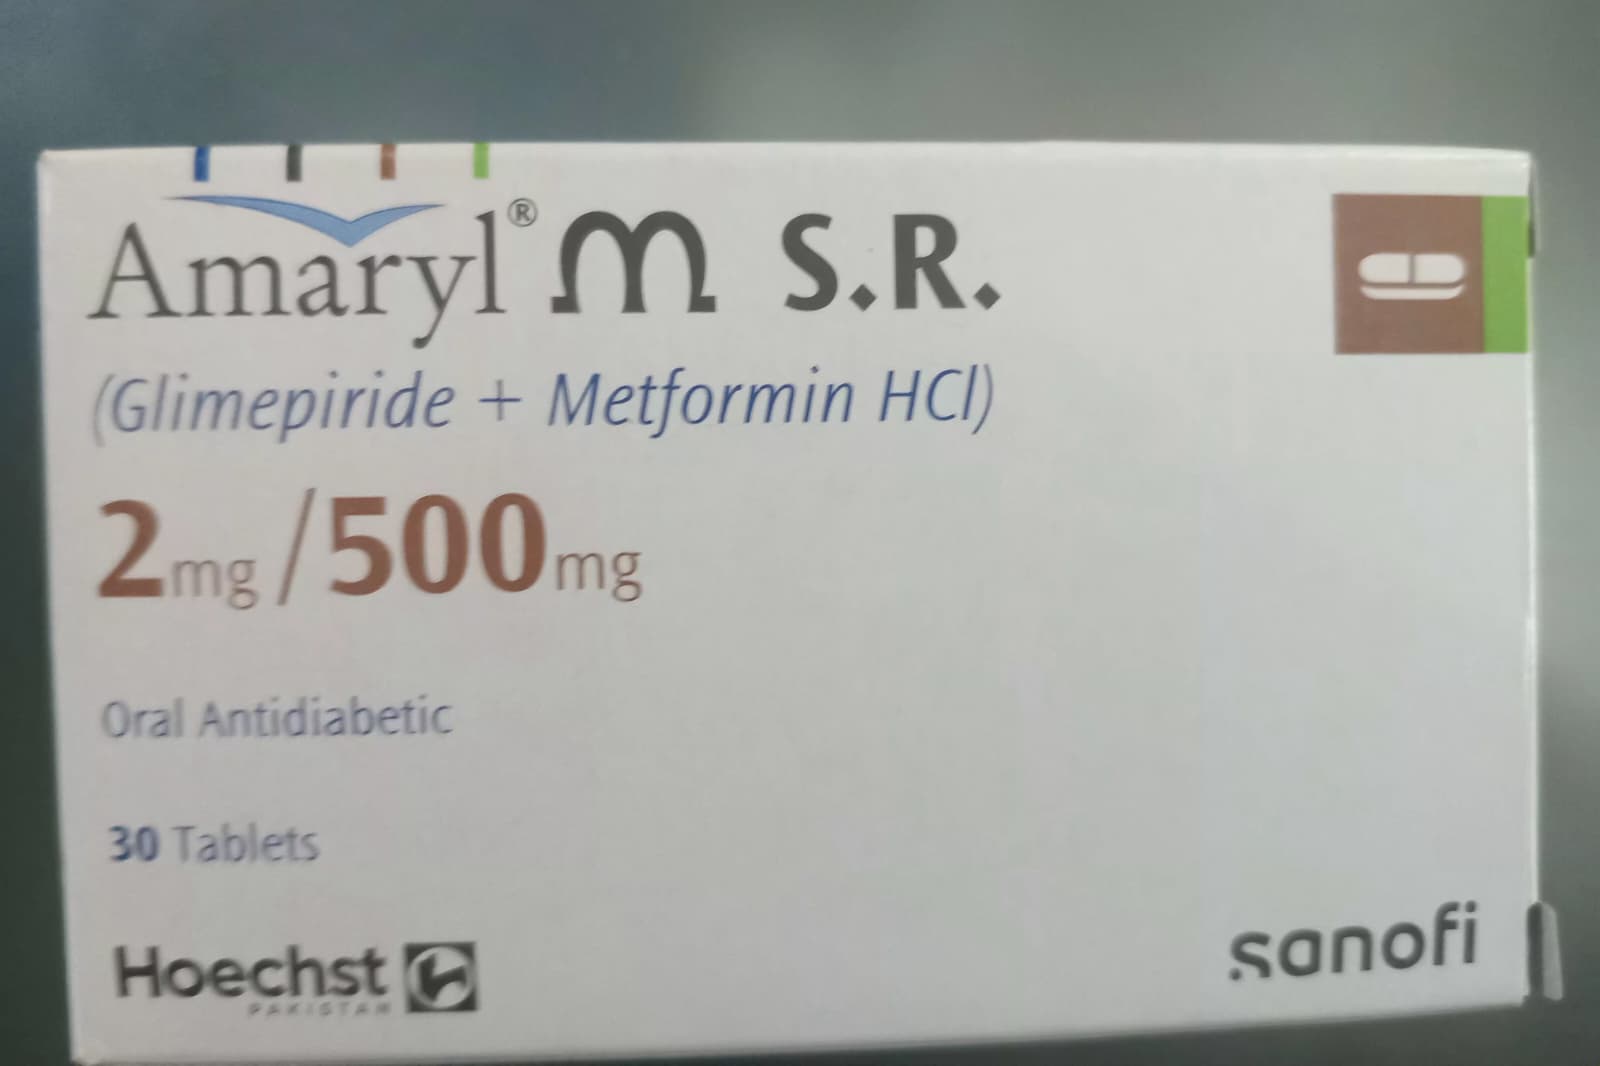 Amaryl® m S.R.
(Glimepiride + Metformin HCl)
2mg/500mg
Oral Antidiabetic
30 Tablets
Hoechst
PAKISTAN
sanofi